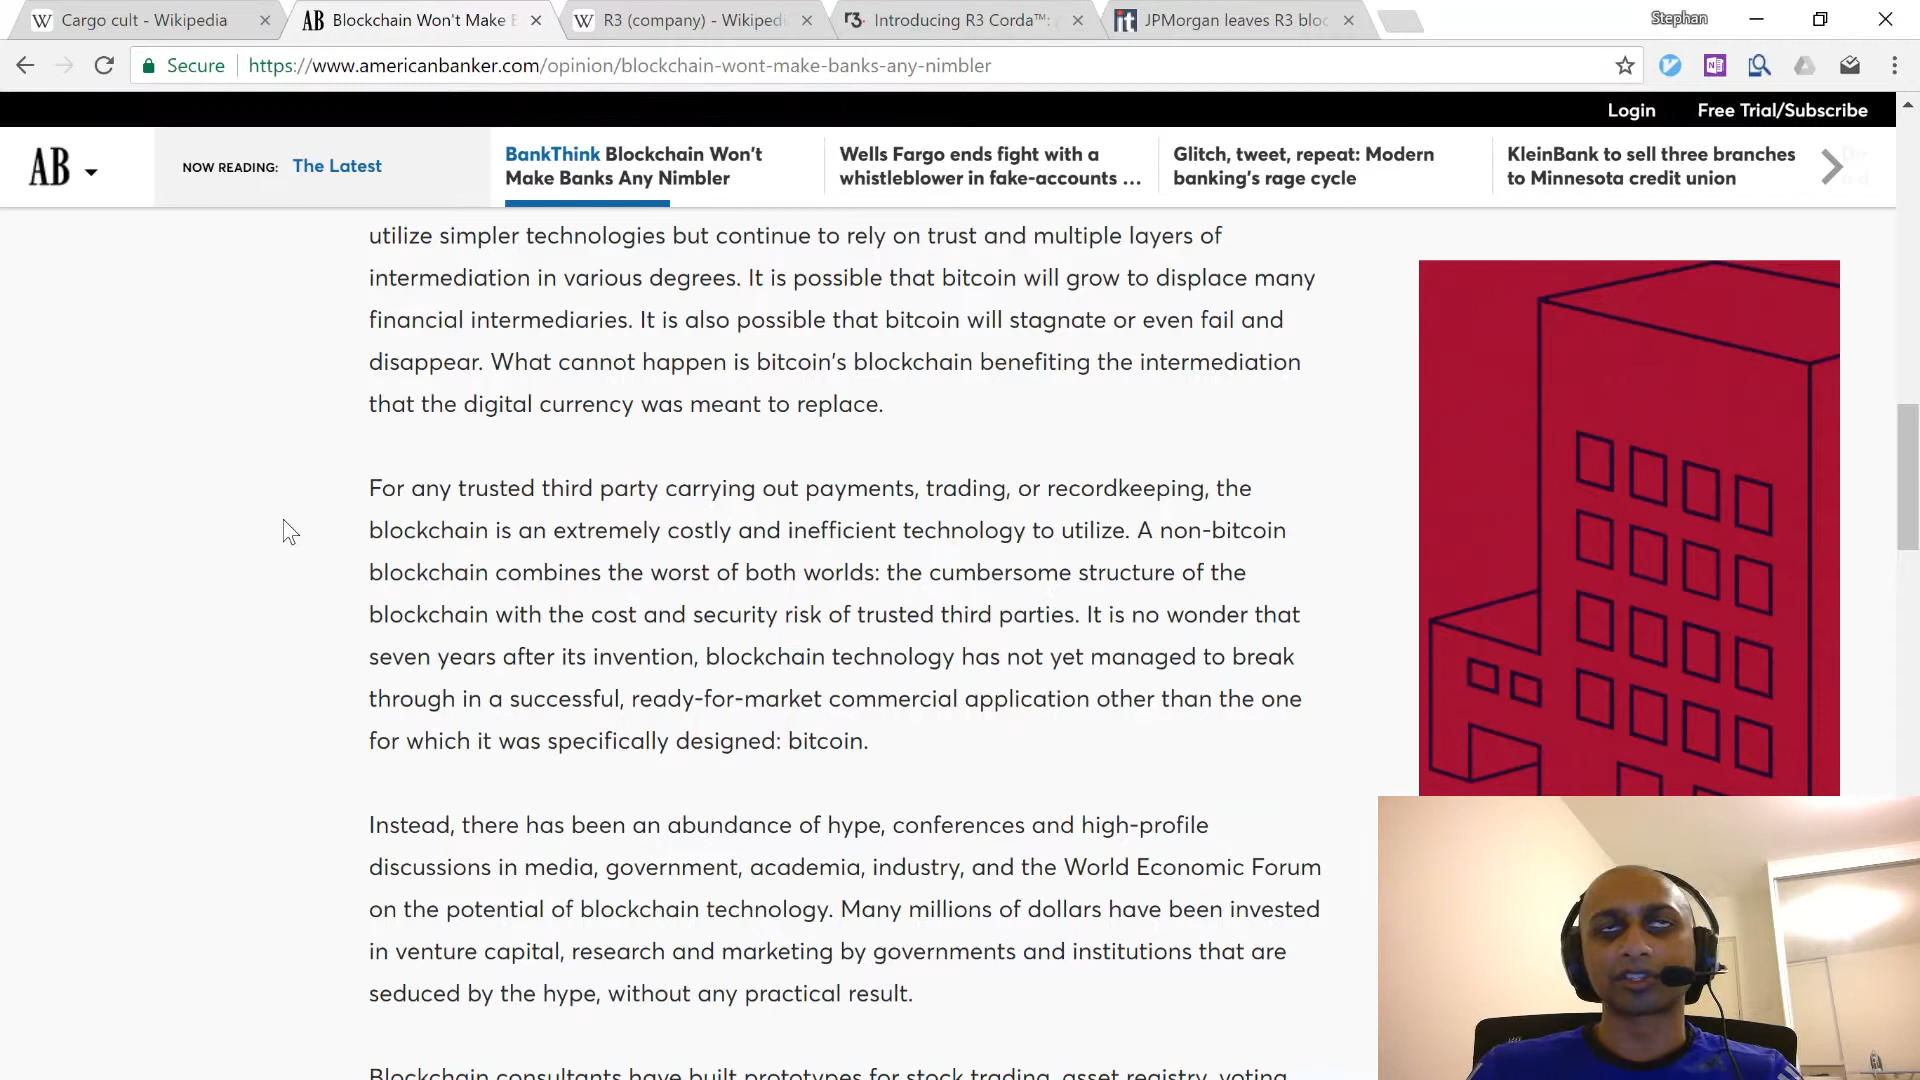 Cargo cult - Wikipedia
Blockchain Won't Make B
R3 (company) - Wikipedi
Introducing R3 Corda™:
JPMorgan leaves R3 bloc
Stephan
Secure
https://www.americanbanker.com/opinion/blockchain-wont-make-banks-any-nimbler
Login
Free Trial/Subscribe
AB
NOW READING: The Latest
BankThink Blockchain Won't
Make Banks Any Nimbler
Wells Fargo ends fight with a
whistleblower in fake-accounts ...
Glitch, tweet, repeat: Modern
banking's rage cycle
KleinBank to sell three branches
to Minnesota credit union
utilize simpler technologies but continue to rely on trust and multiple layers of
intermediation in various degrees. It is possible that bitcoin will grow to displace many
financial intermediaries. It is also possible that bitcoin will stagnate or even fail and
disappear. What cannot happen is bitcoin's blockchain benefiting the intermediation
that the digital currency was meant to replace.
For any trusted third party carrying out payments, trading, or recordkeeping, the
blockchain is an extremely costly and inefficient technology to utilize. A non-bitcoin
blockchain combines the worst of both worlds: the cumbersome structure of the
blockchain with the cost and security risk of trusted third parties. It is no wonder that
seven years after its invention, blockchain technology has not yet managed to break
through in a successful, ready-for-market commercial application other than the one
for which it was specifically designed: bitcoin.
Instead, there has been an abundance of hype, conferences and high-profile
discussions in media, government, academia, industry, and the World Economic Forum
on the potential of blockchain technology. Many millions of dollars have been invested
in venture capital, research and marketing by governments and institutions that are
seduced by the hype, without any practical result.
Blockchain consultants have built prototypes for stock trading, asset registry, voting